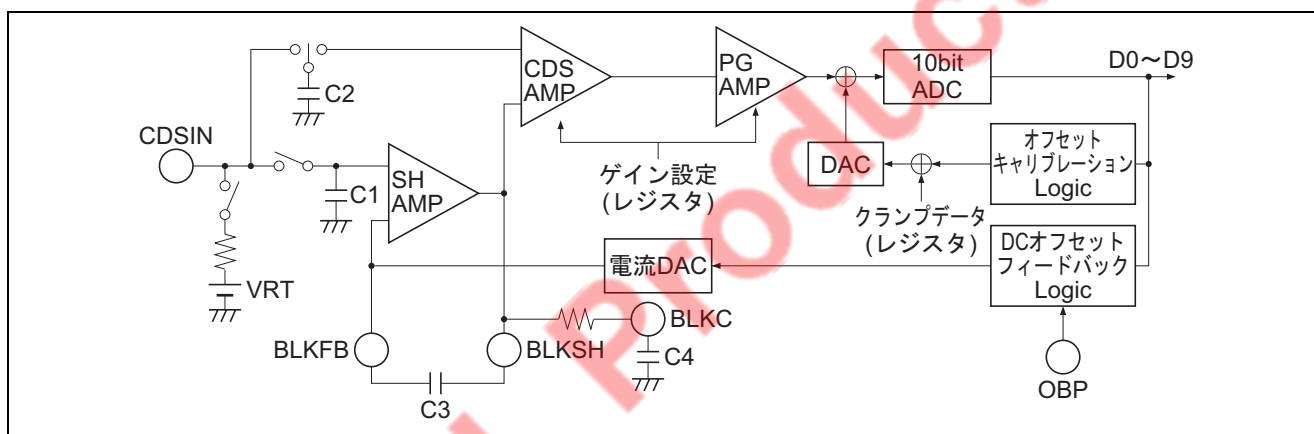 CDS
AMP
PG
AMP
10bit
ADC
D0～D9
C2
CDSIN
C1
SH
AMP
ゲイン設定
(レジスタ)
DAC
オフセット
キャリブレーション
Logic
クランプデータ
(レジスタ)
VRT
電流DAC
DCオフセット
フィードバック
Logic
BLKFB
BLKSH
BLKC
C4
C3
OBP
Product